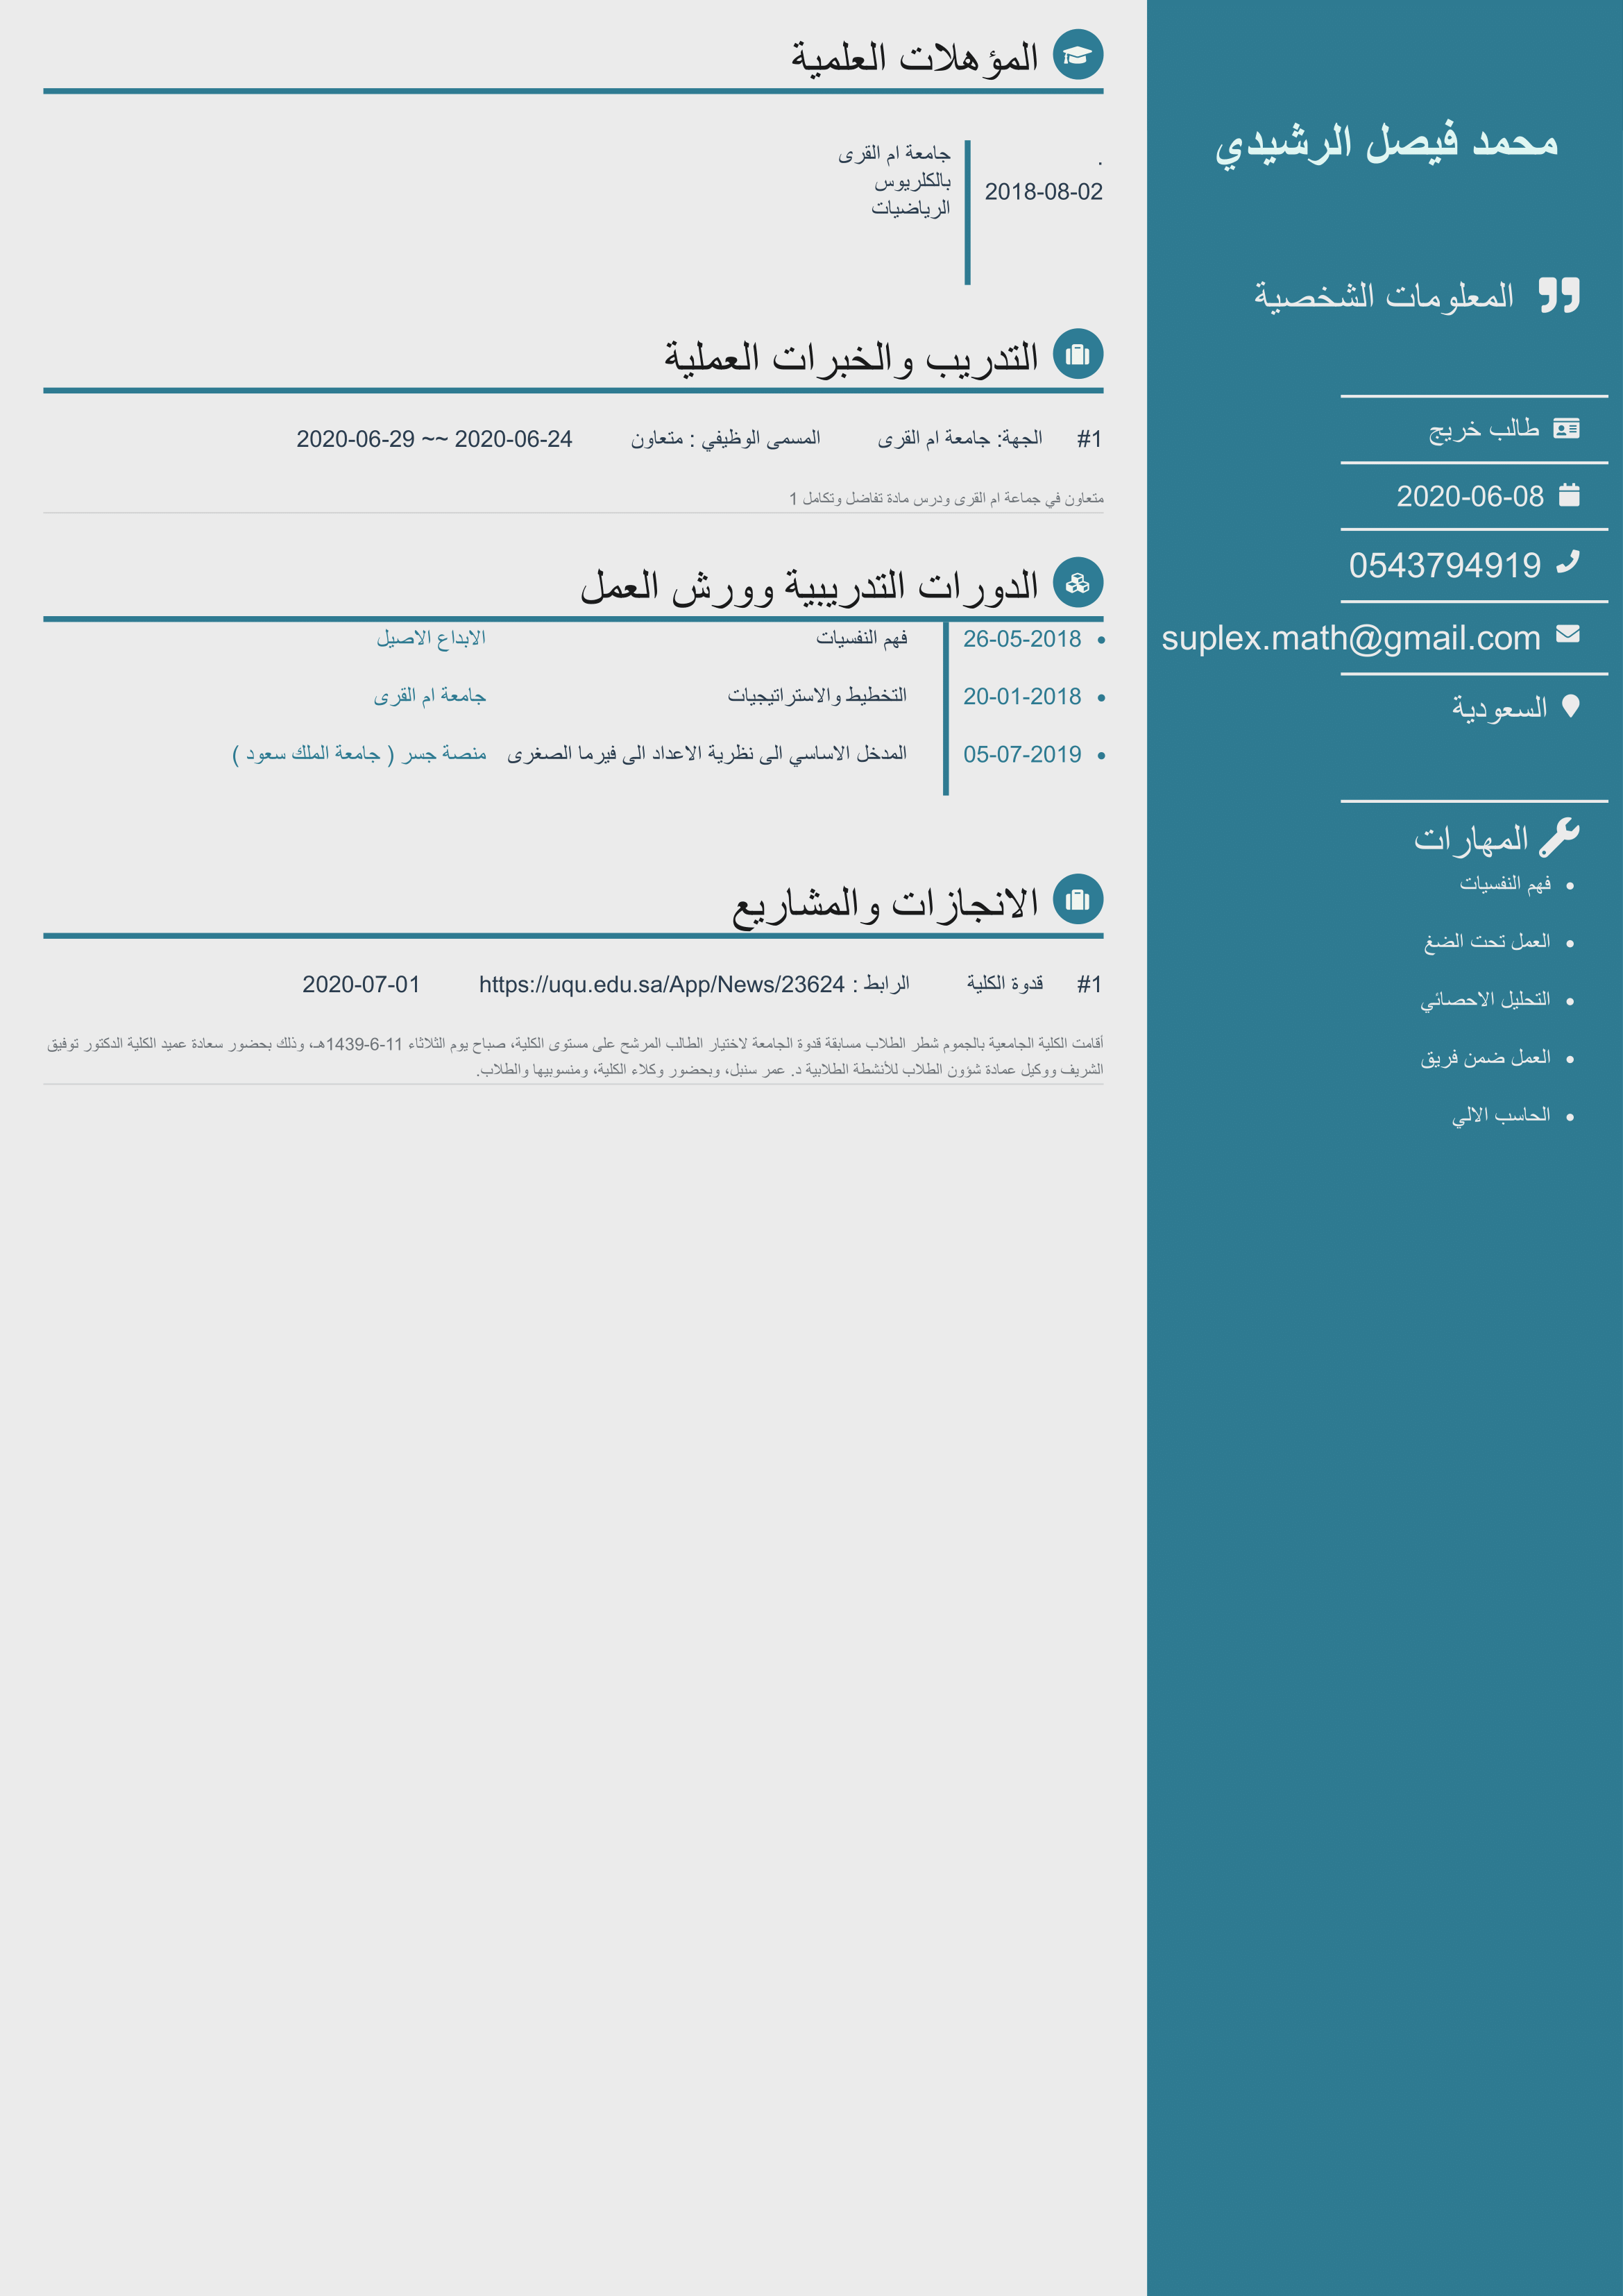 محمد فيصل الرشيدي
المعلومات الشخصية
طالب خريج
2020-06-08
0543794919
suplex.math@gmail.com
السعودية
المهارات
• فهم النفسيات
• العمل تحت الضغ
• التحليل الاحصائي
• العمل ضمن فريق
• الحاسب الالي
المؤهلات العلمية
.
2018-08-02
جامعة ام القرى
بالكلريوس
الرياضيات
التدريب والخبرات العملية
#1 الجهة: جامعة ام القرى المسمى الوظيفي : متعاون 2020-06-24 ~~ 2020-06-29
متعاون في جماعة ام القرى ودرس مادة تفاضل وتكامل 1
الدورات التدريبية وورش العمل
• 26-05-2018 فهم النفسيات الابداع الاصيل
• 20-01-2018 التخطيط والاستراتيجيات جامعة ام القرى
• 05-07-2019 المدخل الاساسي الى نظرية الاعداد الى فيرما الصغرى منصة جسر ( جامعة الملك سعود )
الانجازات والمشاريع
#1 قدوة الكلية الرابط : https://uqu.edu.sa/App/News/23624 2020-07-01
أقامت الكلية الجامعية بالجموم شطر الطلاب مسابقة قدوة الجامعة لاختيار الطالب المرشح على مستوى الكلية، صباح يوم الثلاثاء 11-6-1439هـ، وذلك بحضور سعادة عميد الكلية الدكتور توفيق
الشريف ووكيل عمادة شؤون الطلاب للأنشطة الطلابية د. عمر سنبل، وبحضور وكلاء الكلية، ومنسوبيها والطلاب.